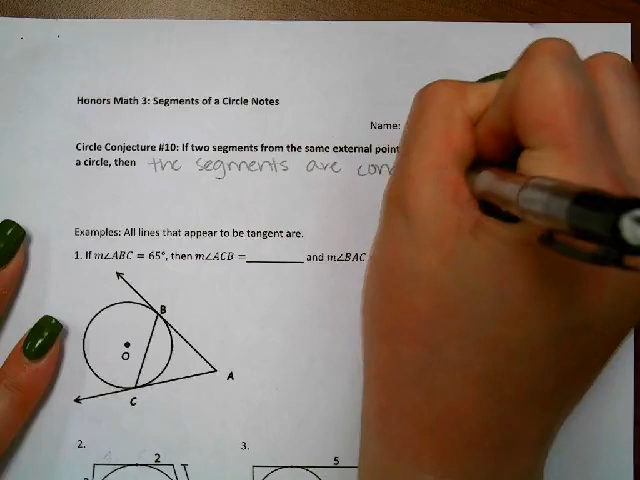 Honors Math 3: Segments of a Circle Notes
Name:
Circle Conjecture #10: If two segments from the same external point
a circle, then the segments are
Examples: All lines that appear to be tangent are.
1. If m∠ABC = 65°, then m∠ACB = ________ and m∠BAC
B
O
A
C
2.
3.
2
5